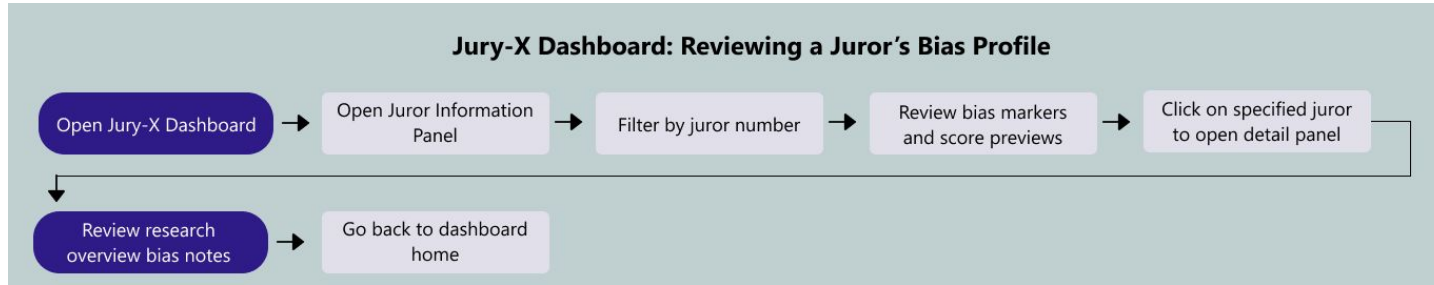 Jury-X Dashboard: Reviewing a Juror's Bias Profile
Open Jury-X Dashboard
Open Juror Information
Panel
Filter by juror number
Review bias markers
and score previews
Click on specified juror
to open detail panel
Review research
overview bias notes
Go back to dashboard
home